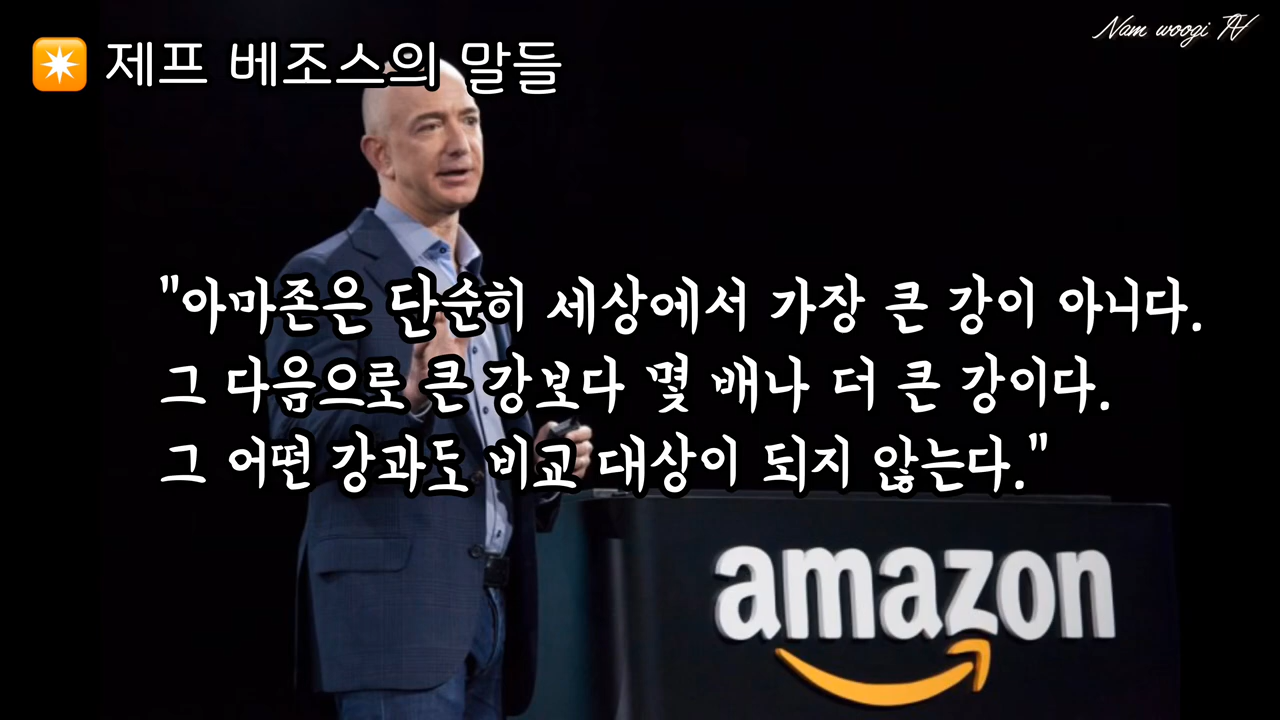 제프 베조스의 말들
Nam woogi TV
"아마존은 단순히 세상에서 가장 큰 강이 아니다.
그 다음으로 큰 강보다 몇 배나 더 큰 강이다.
그 어떤 강과도 비교 대상이 되지 않는다."
amazon